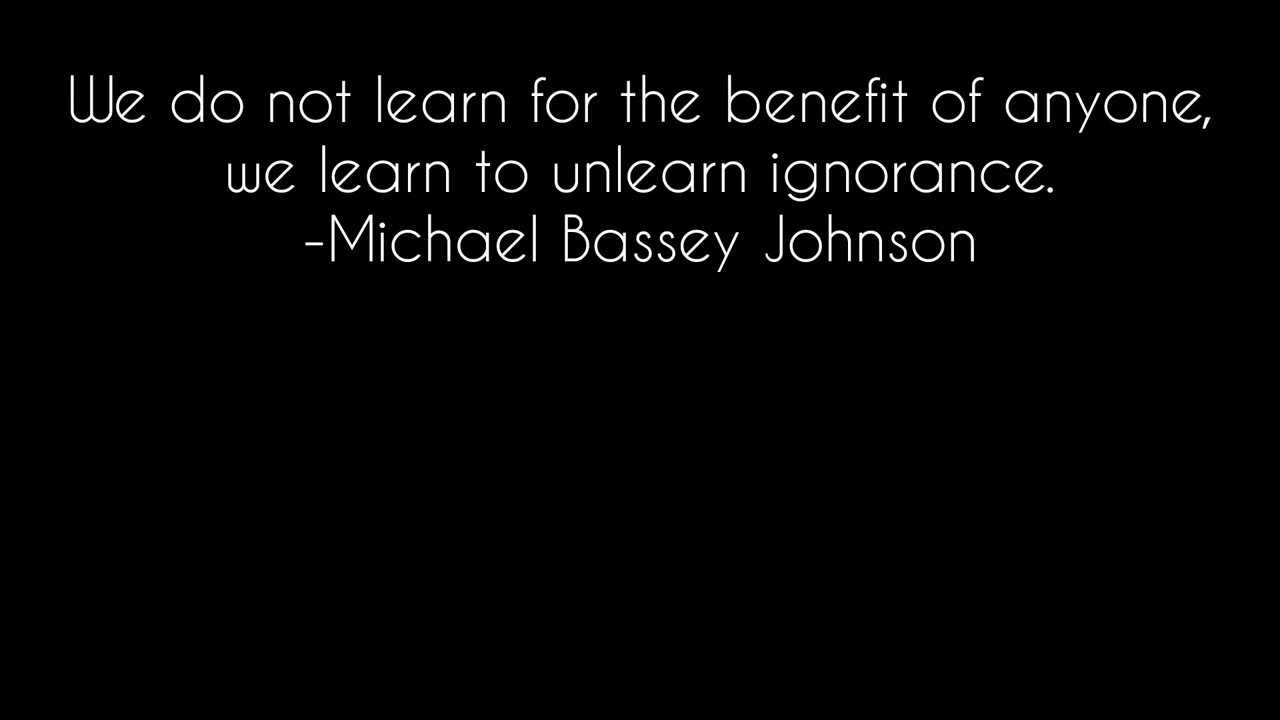 We do not learn for the benefit of anyone,
we learn to unlearn ignorance.
-Michael Bassey Johnson